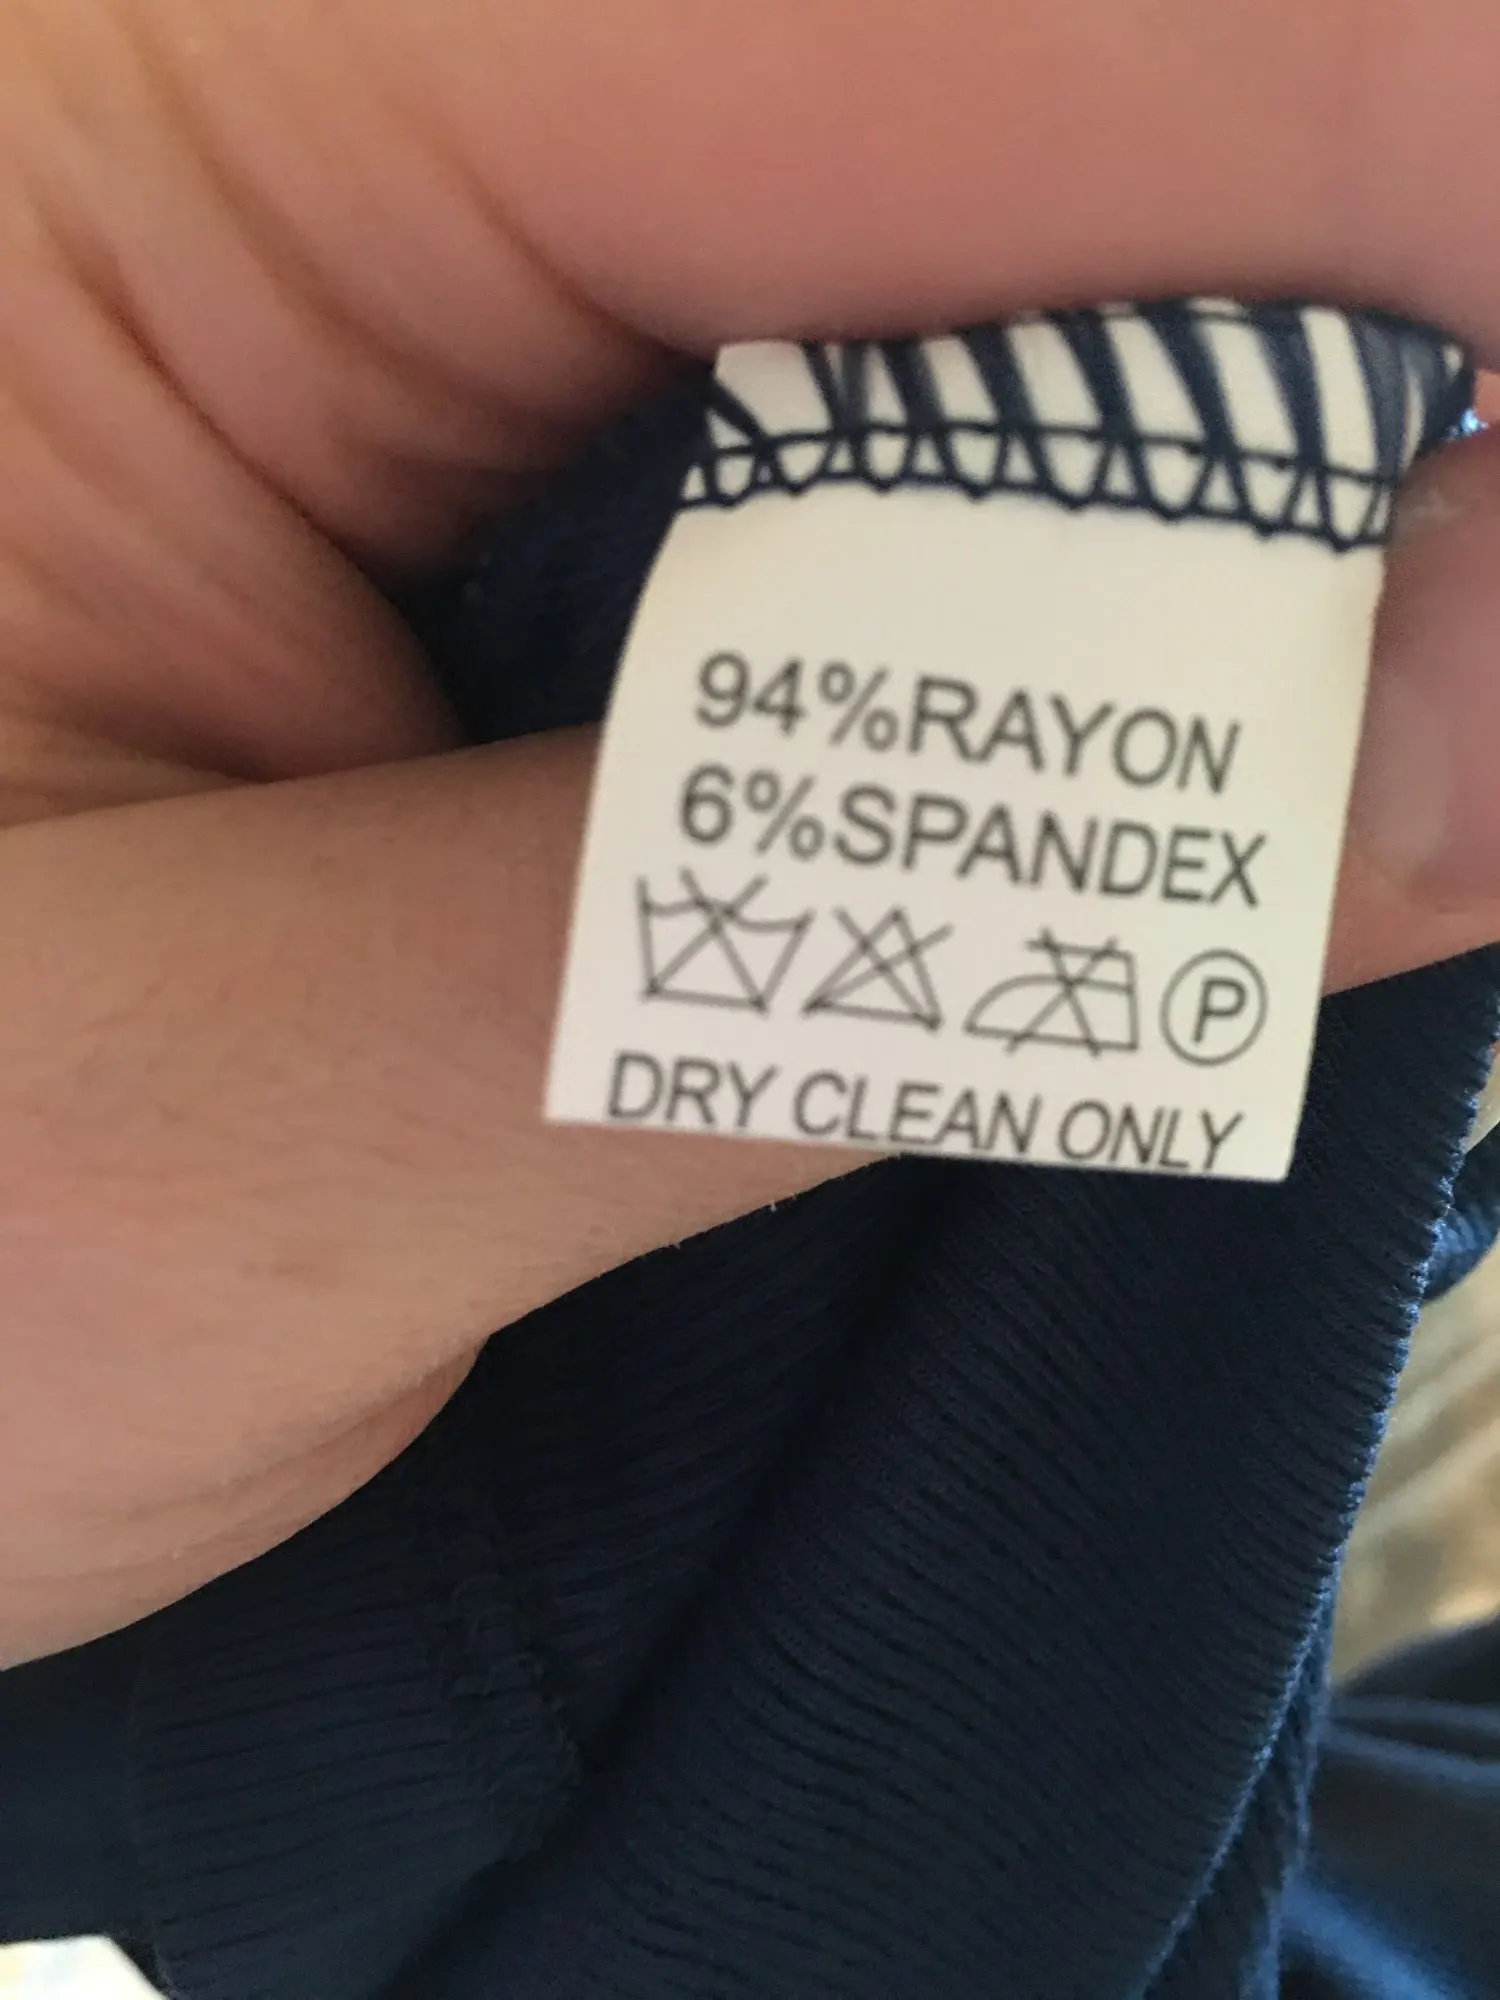 94%RAYON
6%SPANDEX
P
DRY CLEAN ONLY